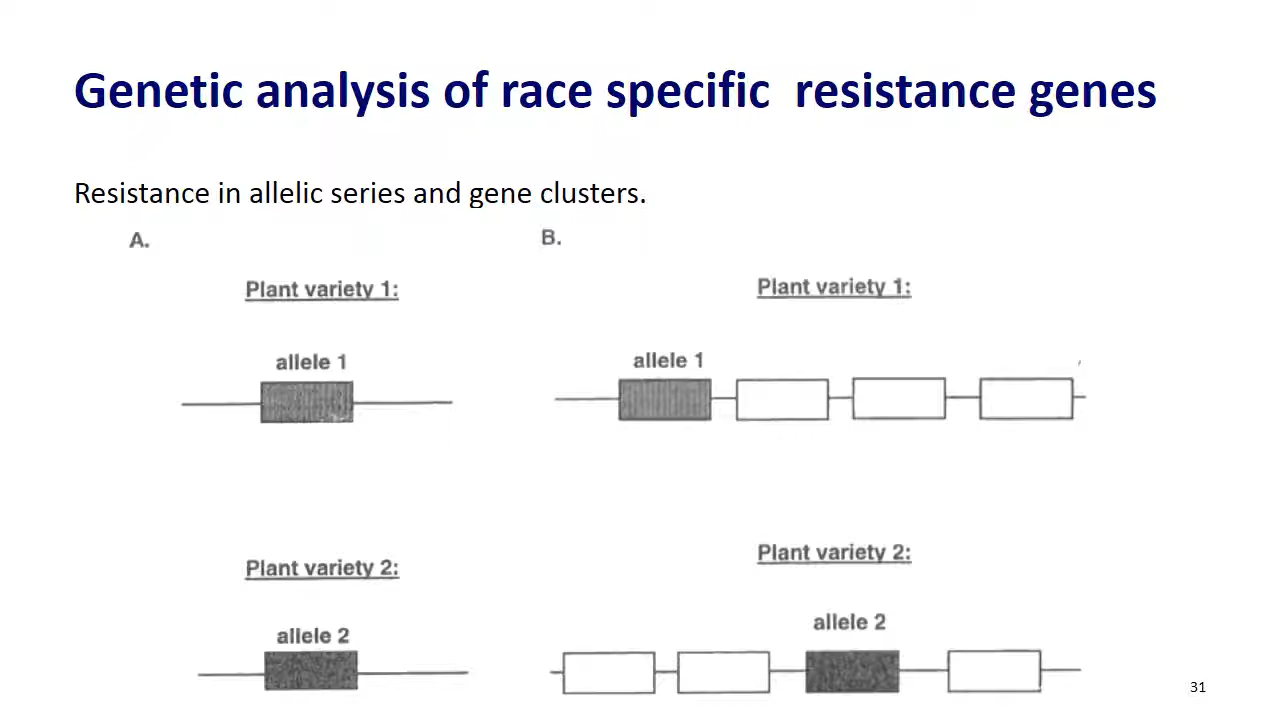 Genetic analysis of race specific  resistance genes
Resistance in allelic series and gene clusters.
A.
Plant variety 1:
allele 1
Plant variety 2:
allele 2
B.
Plant variety 1:
allele 1
Plant variety 2:
allele 2
31